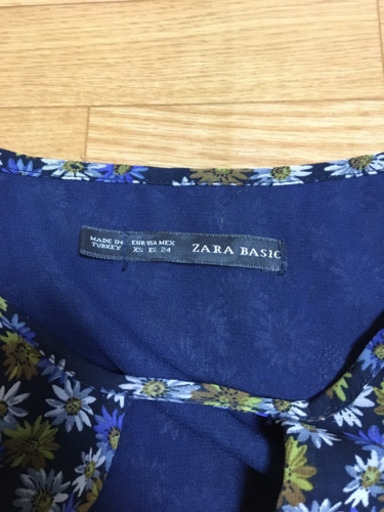 MADE IN EUR USA MEX ZARA BASIC
TURKEY XS XS 24